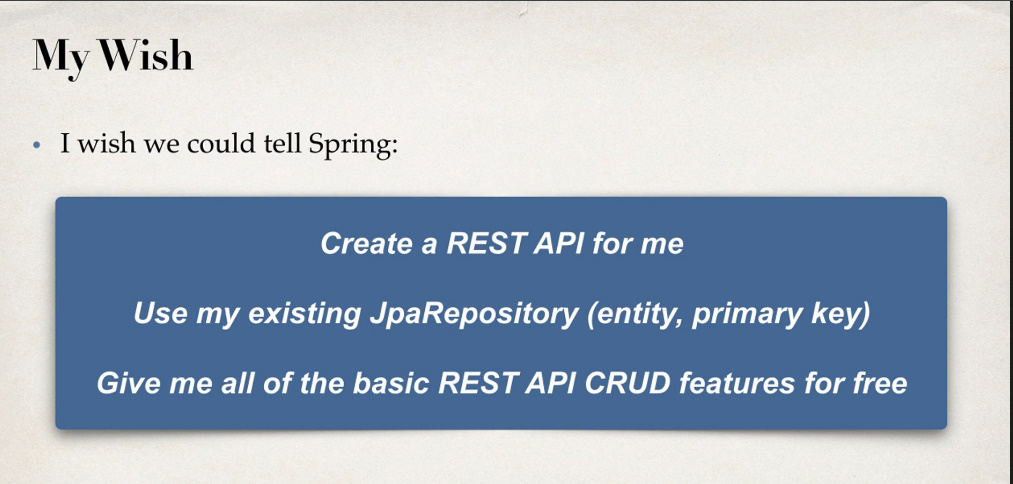 My Wish
• I wish we could tell Spring:
Create a REST API for me
Use my existing JpaRepository (entity, primary key)
Give me all of the basic REST API CRUD features for free